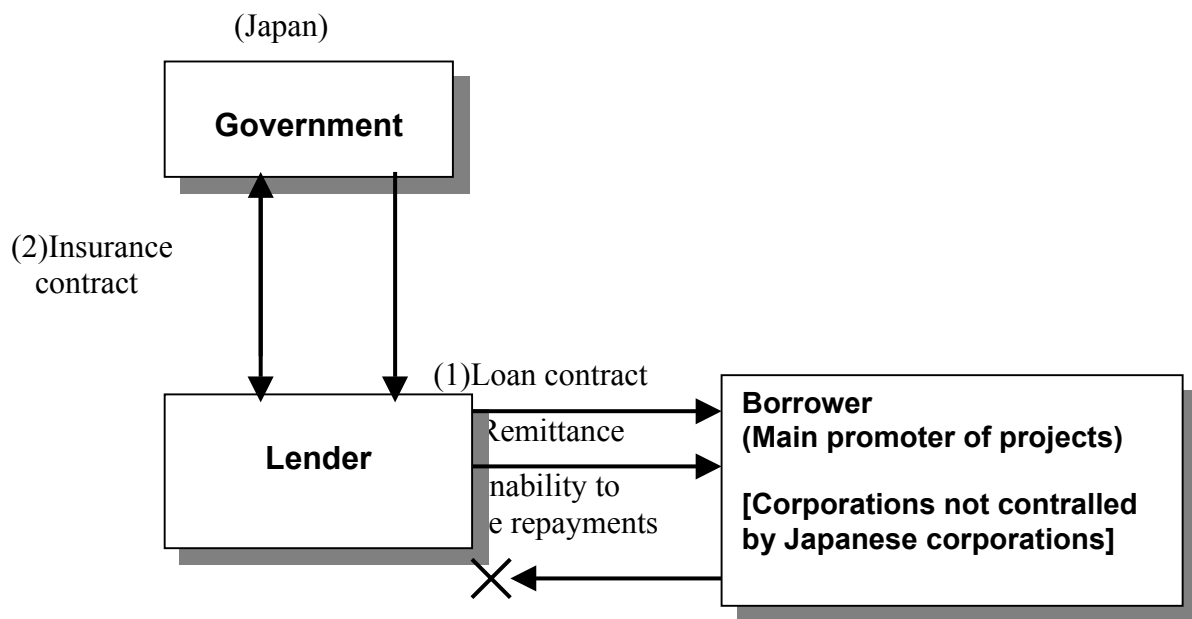 (Japan)
Government
(2)Insurance
contract
(1)Loan contract
Remittance
Lender
nability to
e repayments
Borrower
(Main promoter of projects)
[Corporations not contralled
by Japanese corporations]